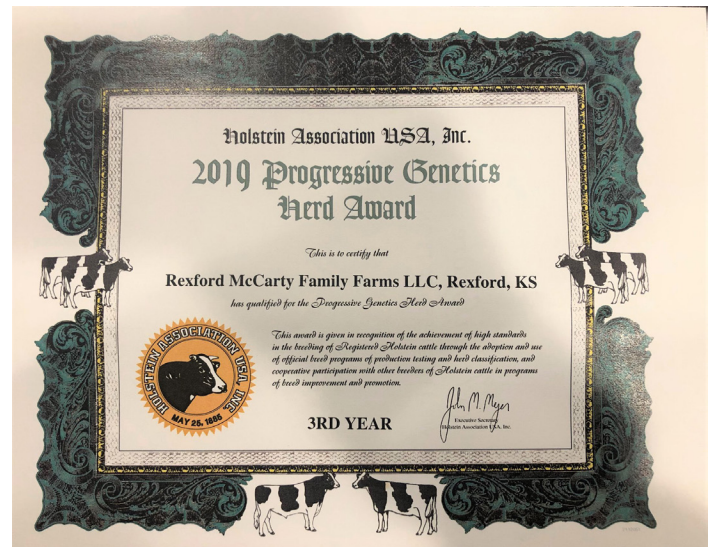 Holstein Association USA, Inc.
2019 Progressive Genetics
Herd Award
This is to certify that
Rexford McCarty Family Farms LLC, Rexford, KS
has qualified for the Progressive Genetics Herd Award
This award is given in recognition of the achievement of high standards
in the breeding of Registered Holstein cattle through the adoption and use
of official breed programs of production testing and herd classification, and
cooperative participation with other breeders of Holstein cattle in programs
of breed improvement and promotion.
HOLSTEIN ASSOCIATION USA, INC.
MAY 26, 1885
3RD YEAR
John M. Meyer
Executive Secretary
Holstein Association USA, Inc.